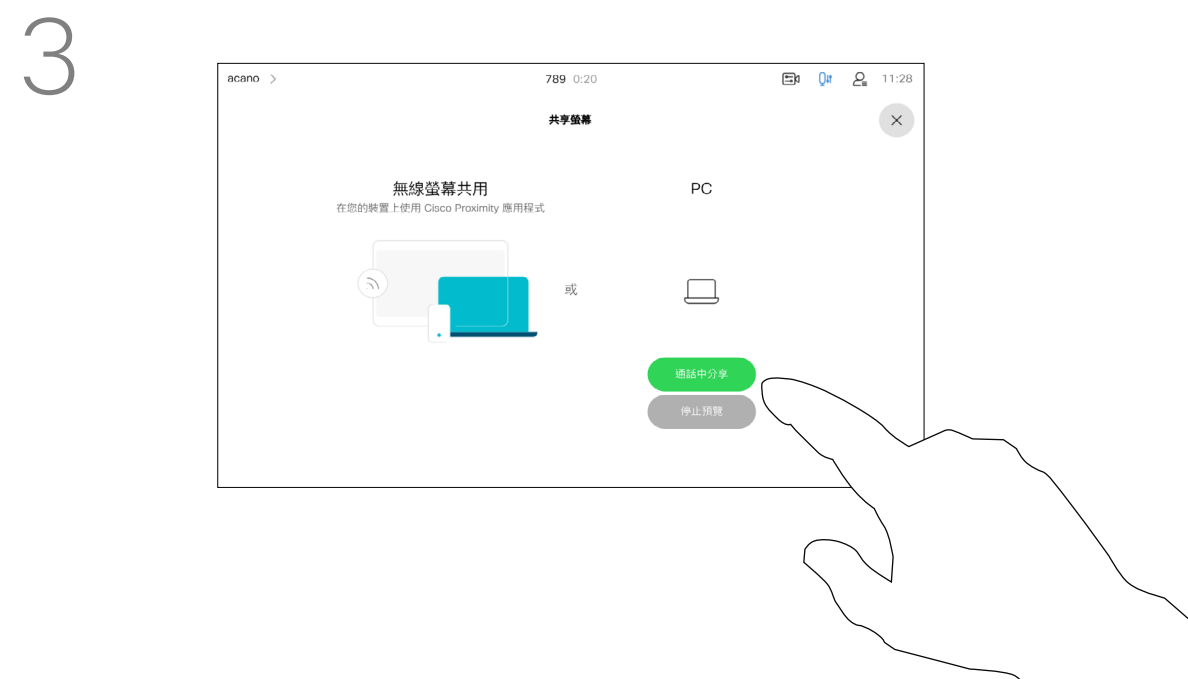 3
acano >
789 0:20
11:28
共享螢幕
無線螢幕共用
在您的裝置上使用 Cisco Proximity 應用程式
PC
或
通話中分享
停止預覽